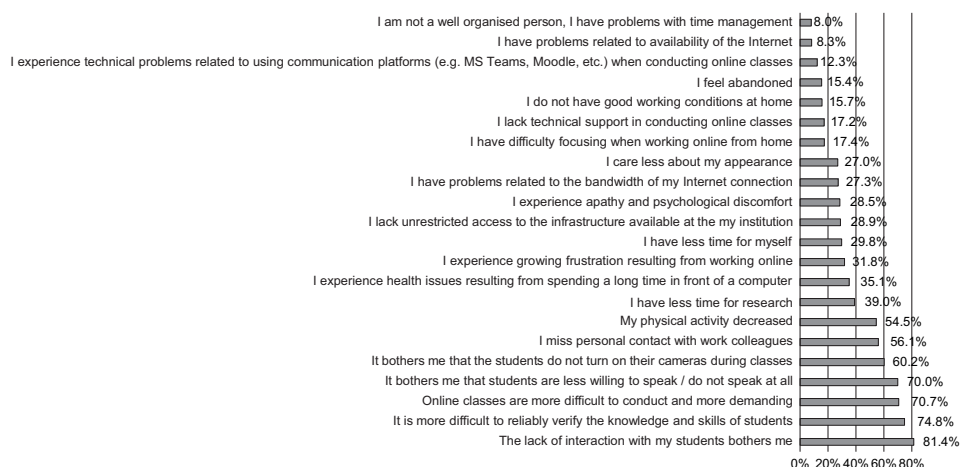 I am not a well organised person, I have problems with time management 8.0%
I have problems related to availability of the Internet 8.3%
I experience technical problems related to using communication platforms (e.g. MS Teams, Moodle, etc.) when conducting online classes 12.3%
I feel abandoned 15.4%
I do not have good working conditions at home 15.7%
I lack technical support in conducting online classes 17.2%
I have difficulty focusing when working online from home 17.4%
I care less about my appearance 27.0%
I have problems related to the bandwidth of my Internet connection 27.3%
I experience apathy and psychological discomfort 28.5%
I lack unrestricted access to the infrastructure available at the my institution 28.9%
I have less time for myself 29.8%
I experience growing frustration resulting from working online 31.8%
I experience health issues resulting from spending a long time in front of a computer 35.1%
I have less time for research 39.0%
My physical activity decreased 54.5%
I miss personal contact with work colleagues 56.1%
It bothers me that the students do not turn on their cameras during classes 60.2%
It bothers me that students are less willing to speak / do not speak at all 70.0%
Online classes are more difficult to conduct and more demanding 70.7%
It is more difficult to reliably verify the knowledge and skills of students 74.8%
The lack of interaction with my students bothers me 81.4%
0% 20% 40% 60% 80%